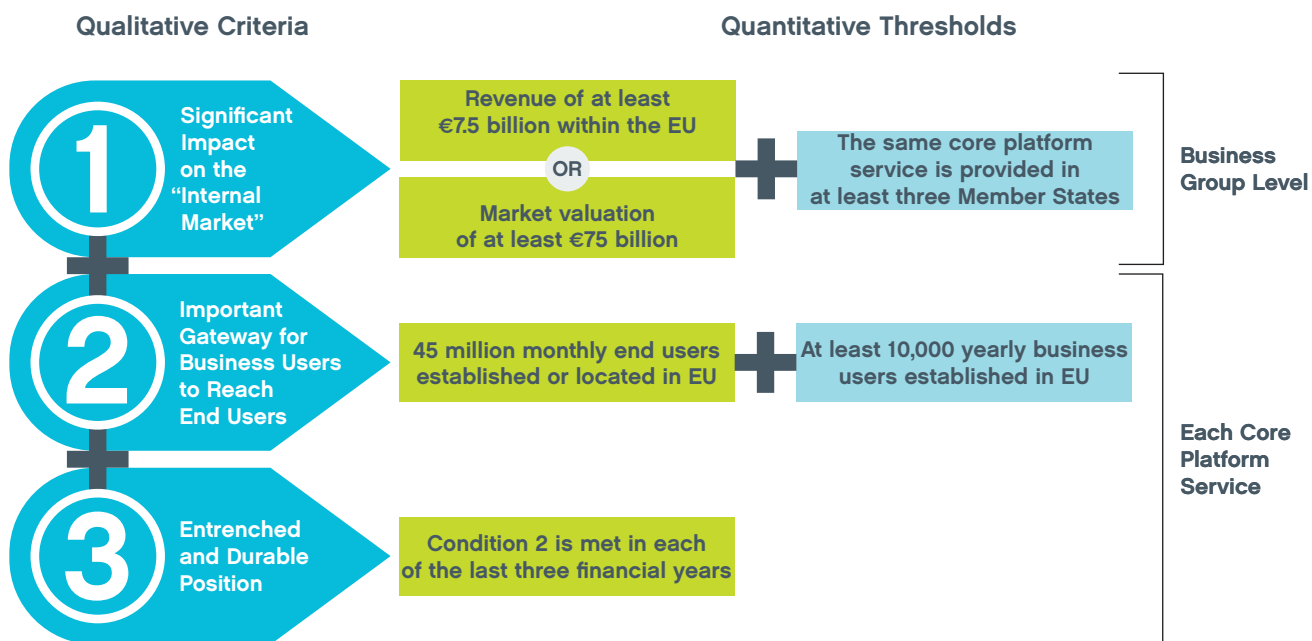 Qualitative Criteria
Quantitative Thresholds
1
Significant
Impact
on the
“Internal
Market”
Revenue of at least
€7.5 billion within the EU
OR
Market valuation
of at least €75 billion
The same core platform
service is provided in
at least three Member States
Business
Group Level
2
Important
Gateway for
Business Users
to Reach
End Users
45 million monthly end users
established or located in EU
At least 10,000 yearly business
users established in EU
Each Core
Platform
Service
3
Entrenched
and Durable
Position
Condition 2 is met in each
of the last three financial years